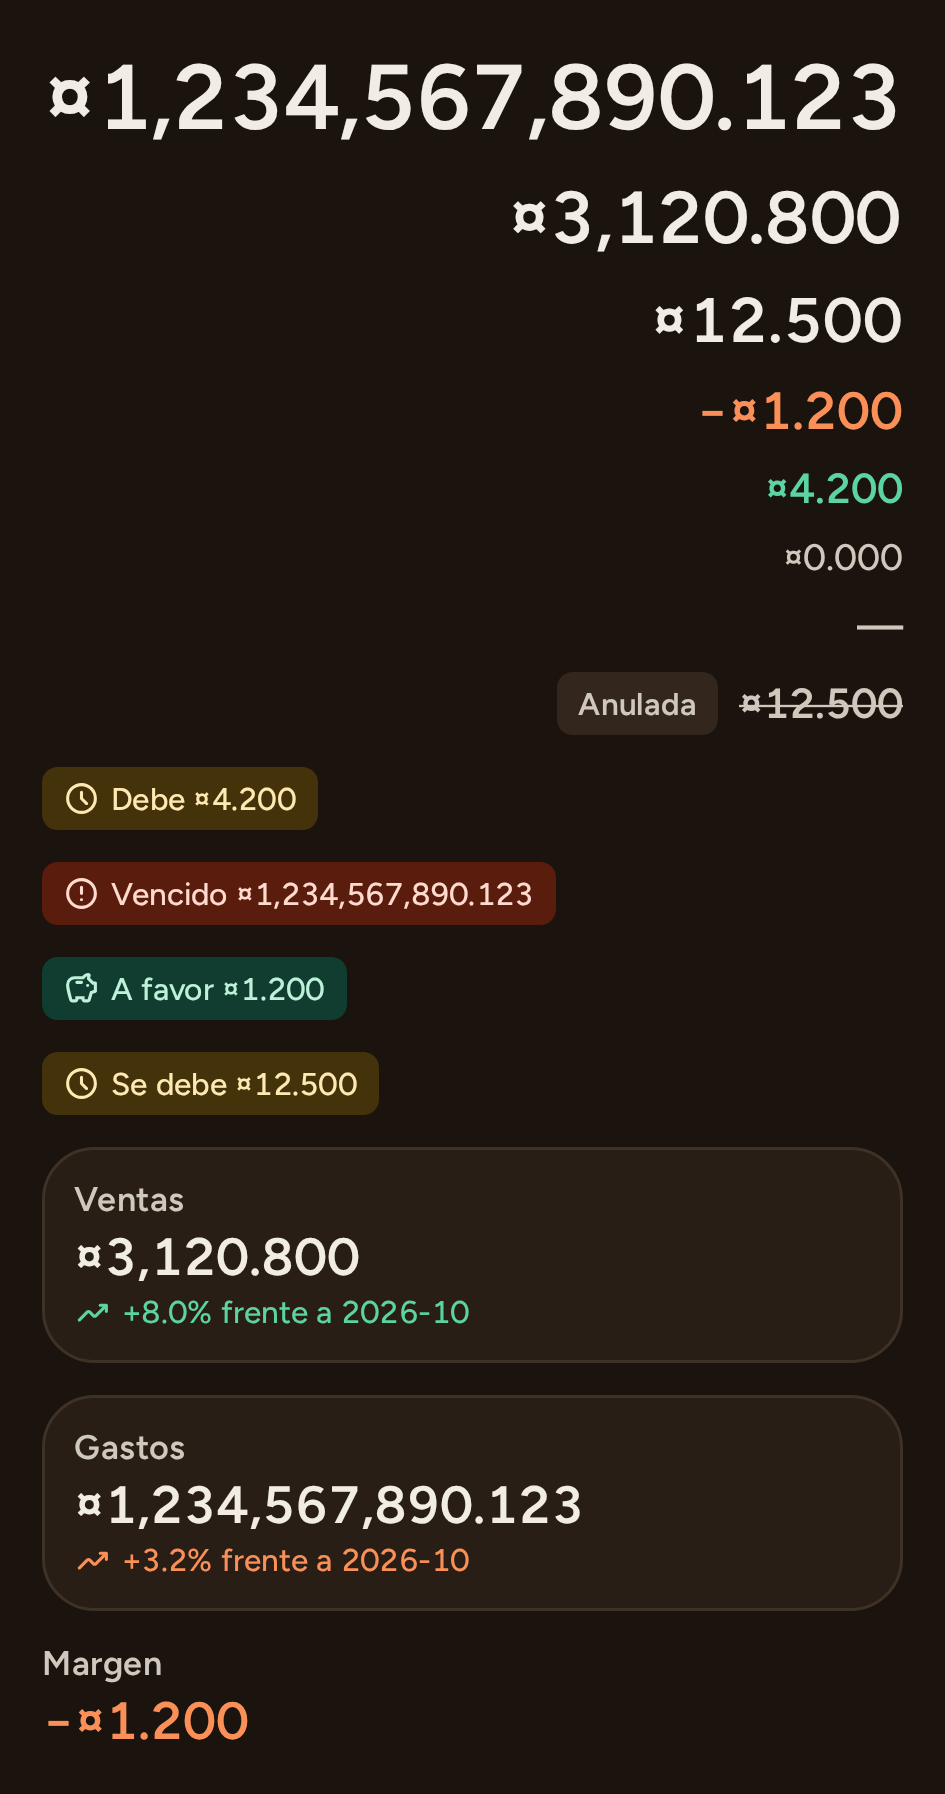 ¤1,234,567,890.123
¤3,120.800
¤12.500
-¤1.200
¤4.200
¤0.000
—
Anulada ¤12.500
Debe ¤4.200
Vencido ¤1,234,567,890.123
A favor ¤1.200
Se debe ¤12.500
Ventas
¤3,120.800
+8.0% frente a 2026-10
Gastos
¤1,234,567,890.123
+3.2% frente a 2026-10
Margen
-¤1.200